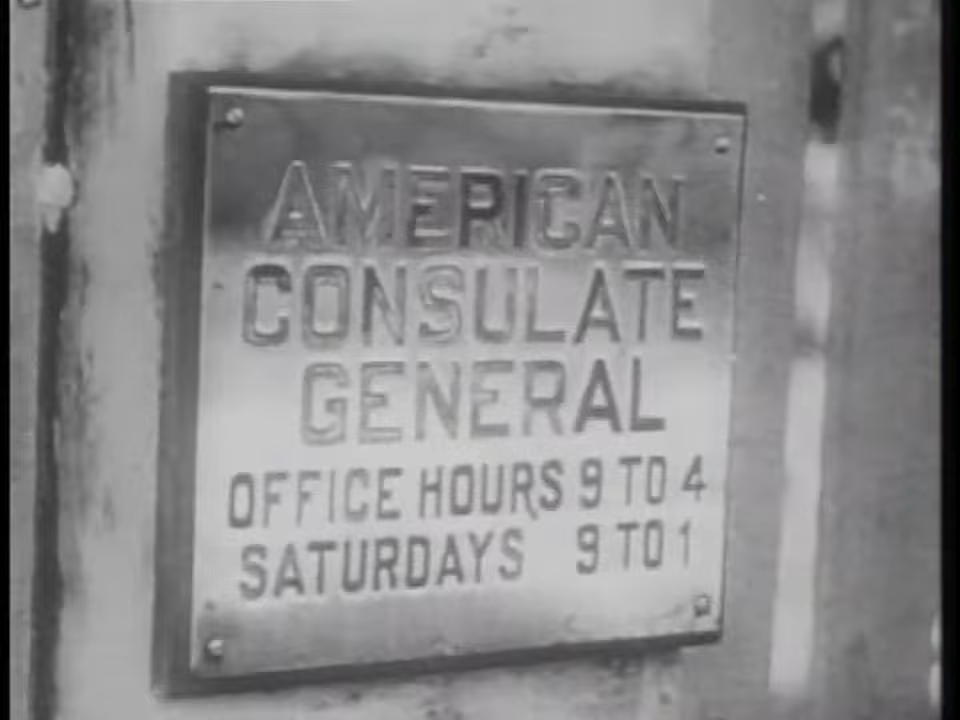 AMERICAN
CONSULATE
GENERAL
OFFICE HOURS 9 TO 4
SATURDAYS 9 TO 1